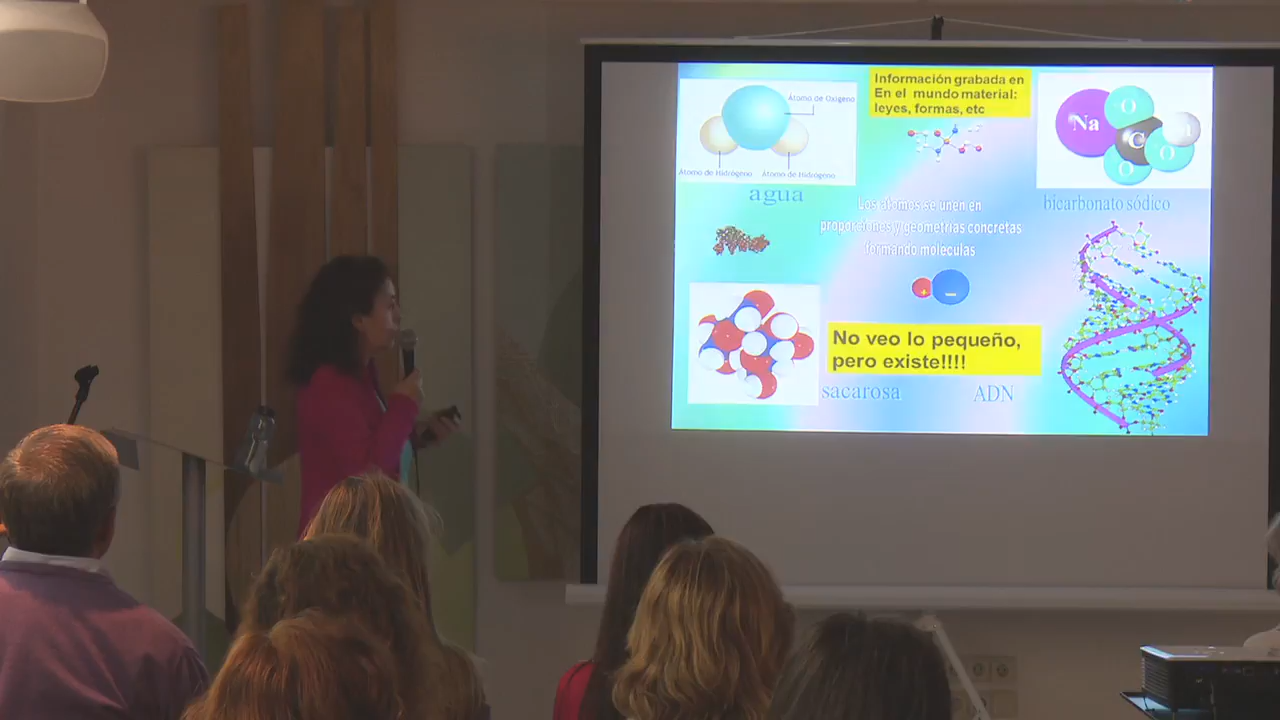 Información grabada en
En el mundo material:
leyes, formas, etc
Átomo de Oxígeno
Átomo de Hidrógeno Átomo de Hidrógeno
agua
Na
O
C
O
O
bicarbonato sódico
Los átomos se unen en
proporciones y geometrías concretas
formando moleculas
+
–
No veo lo pequeño,
pero existe!!!!
sacarosa
ADN